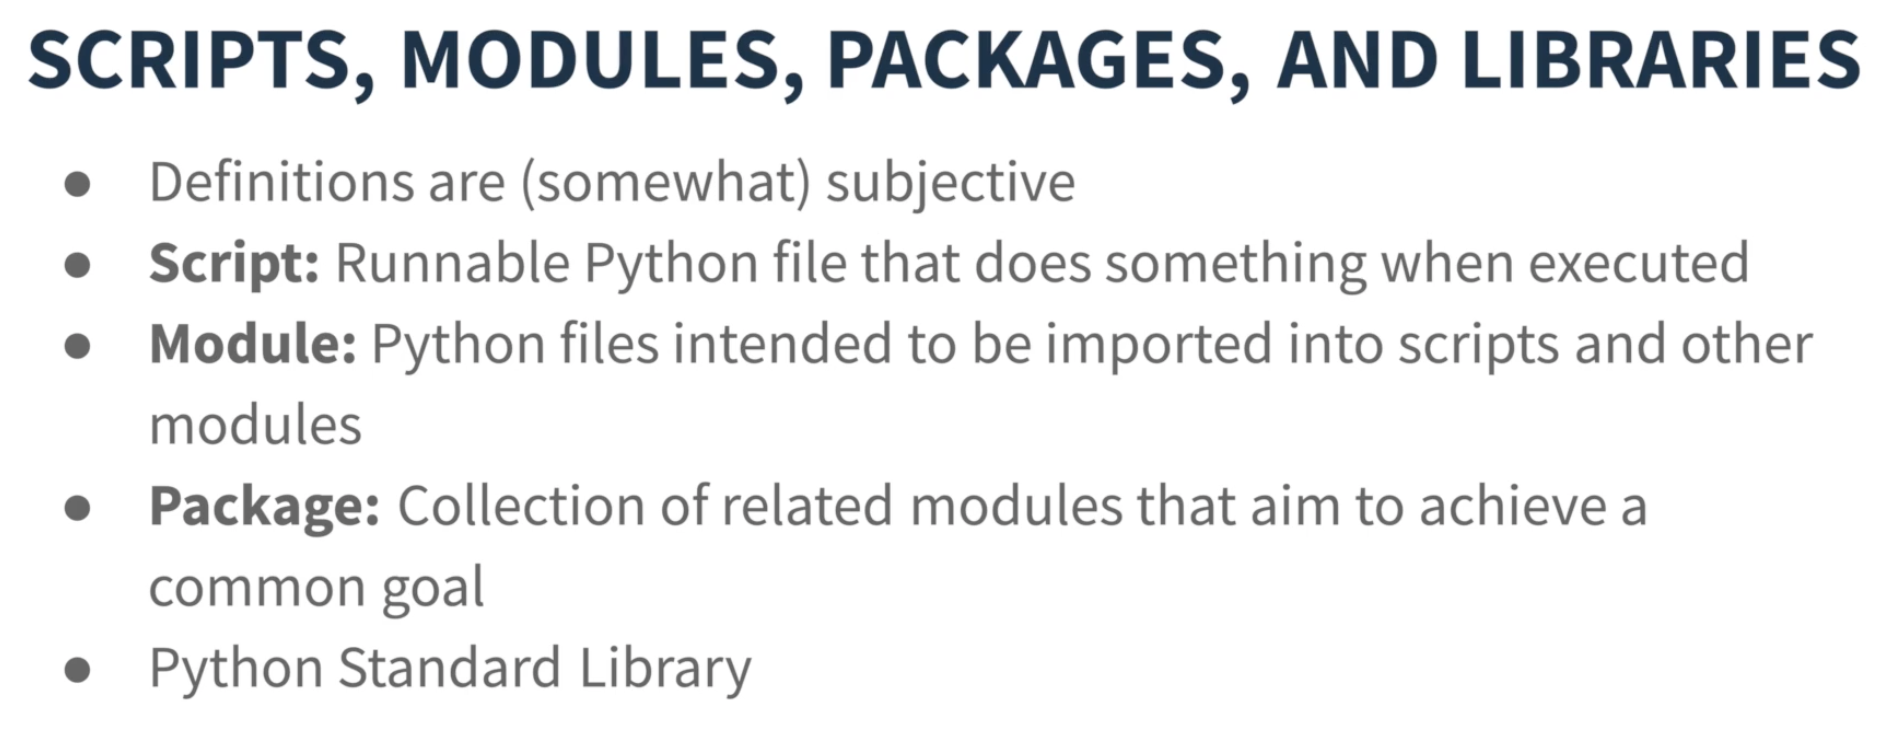 SCRIPTS, MODULES, PACKAGES, AND LIBRARIES
● Definitions are (somewhat) subjective
● Script: Runnable Python file that does something when executed
● Module: Python files intended to be imported into scripts and other
modules
● Package: Collection of related modules that aim to achieve a
common goal
● Python Standard Library